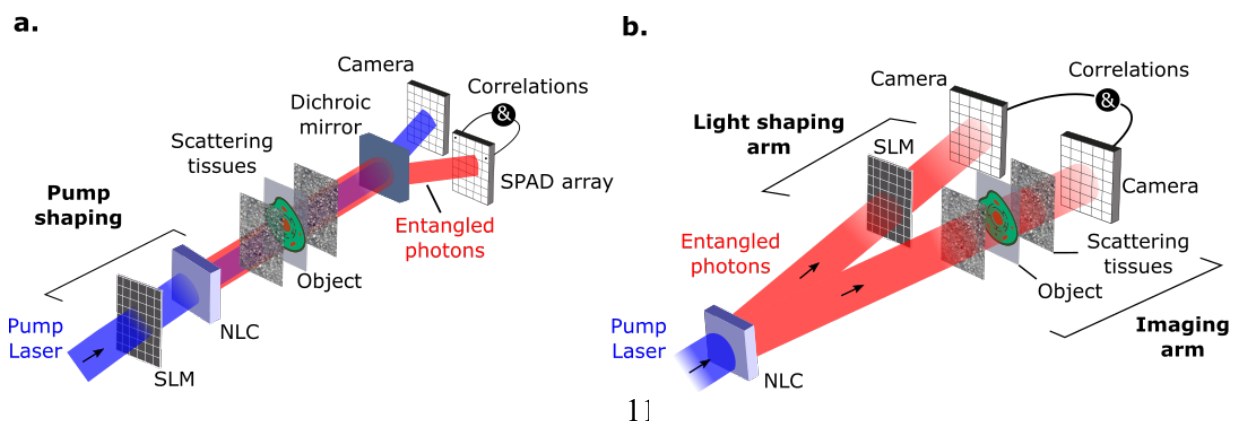 a.
Camera
Correlations
&
Dichroic
mirror
Scattering
tissues
SPAD array
Pump
shaping
Entangled
photons
Object
NLC
Pump
Laser
SLM
b.
Camera
Correlations
&
Light shaping
arm
SLM
Camera
Entangled
photons
Scattering
tissues
Object
Pump
Laser
Imaging
arm
NLC
11